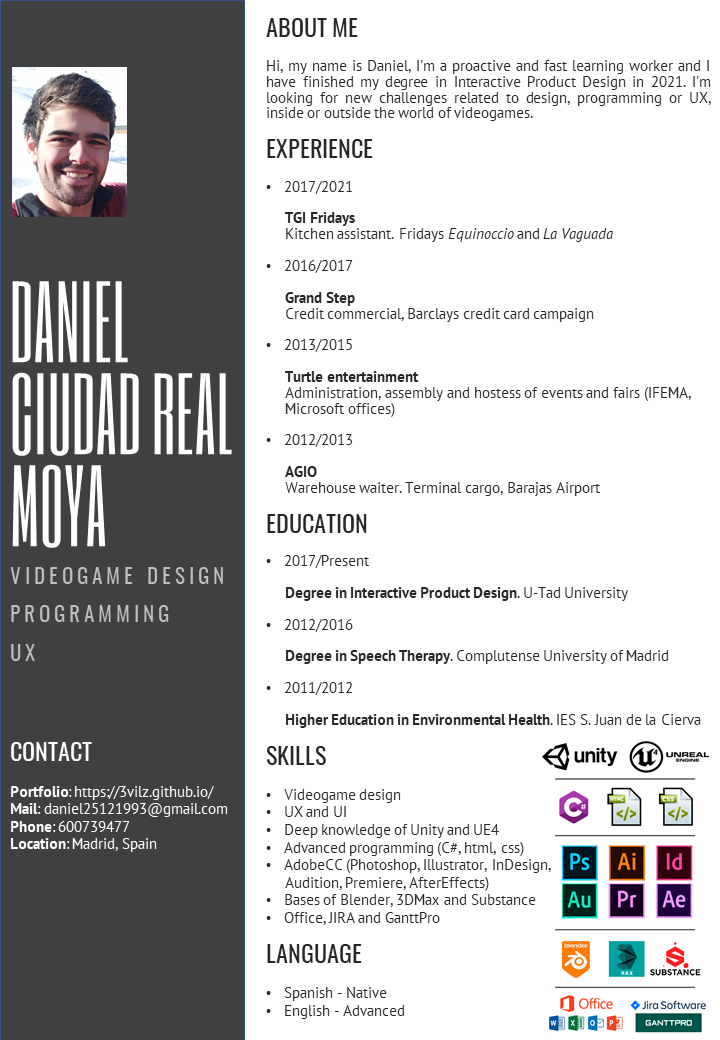 DANIEL
CIUDAD REAL
MOYA
VIDEOGAME DESIGN
PROGRAMMING
UX
CONTACT
Portfolio: https://3vilz.github.io/
Mail: daniel25121993@gmail.com
Phone: 600739477
Location: Madrid, Spain
ABOUT ME
Hi, my name is Daniel, I'm a proactive and fast learning worker and I
have finished my degree in Interactive Product Design in 2021. I'm
looking for new challenges related to design, programming or UX,
inside or outside the world of videogames.
EXPERIENCE
• 2017/2021
TGI Fridays
Kitchen assistant. Fridays Equinoccio and La Vaguada
• 2016/2017
Grand Step
Credit commercial, Barclays credit card campaign
• 2013/2015
Turtle entertainment
Administration, assembly and hostess of events and fairs (IFEMA,
Microsoft offices)
• 2012/2013
AGIO
Warehouse waiter. Terminal cargo, Barajas Airport
EDUCATION
• 2017/Present
Degree in Interactive Product Design. U-Tad University
• 2012/2016
Degree in Speech Therapy. Complutense University of Madrid
• 2011/2012
Higher Education in Environmental Health. IES S. Juan de la Cierva
SKILLS
• Videogame design
• UX and UI
• Deep knowledge of Unity and UE4
• Advanced programming (C#, html, css)
• AdobeCC (Photoshop, Illustrator, InDesign,
Audition, Premiere, AfterEffects)
• Bases of Blender, 3DMax and Substance
• Office, JIRA and GanttPro
LANGUAGE
• Spanish - Native
• English - Advanced
unity
UNREAL
ENGINE
C#
HTML
CSS
Ps Ai Id
Au Pr Ae
blender
MAX
SUBSTANCE
Office
Jira Software
GANTTPRO